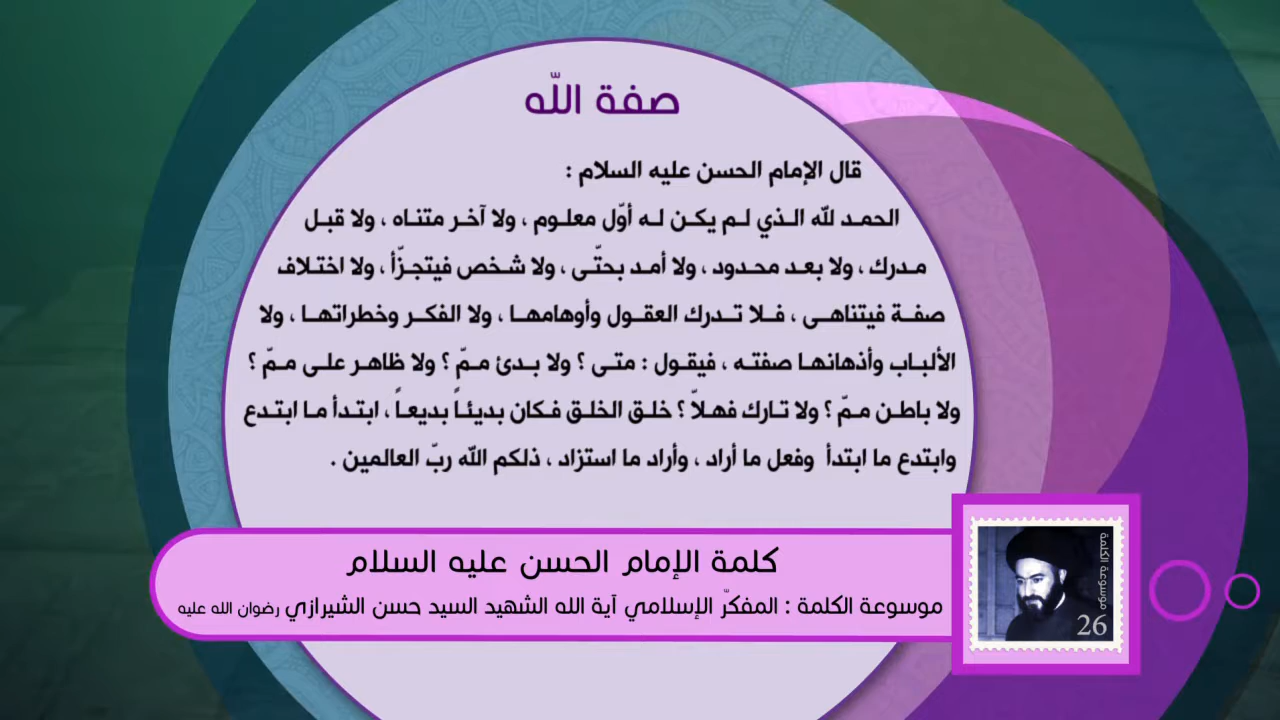 صفة اللّه
قال الإمام الحسن عليه السلام :
الحمد لله الذي لم يكن له أوّل معلوم ، ولا آخر متناه ، ولا قبل
مدرك ، ولا بعد محدود ، ولا أمد بحتّى ، ولا شخص فيتجزّأ ، ولا اختلاف
صفة فيتناهى ، فلا تدرك العقول وأوهامها ، ولا الفكر وخطراتها ، ولا
الألباب وأذهانها صفته ، فيقول : متى ؟ ولا بدئ ممّ ؟ ولا ظاهر على ممّ ؟
ولا باطن ممّ ؟ ولا تارك فهلاّ ؟ خلق الخلق فكان بديئاً بديعاً ، ابتدأ ما ابتدع
وابتدع ما ابتدأ وفعل ما أراد ، وأراد ما استزاد ، ذلكم الله ربّ العالمين .
كلمة الإمام الحسن عليه السلام
موسوعة الكلمة : المفكرّ الإسلامي آية الله الشهيد السيد حسن الشيرازي رضوان الله عليه
موسوعة الكلمة
26